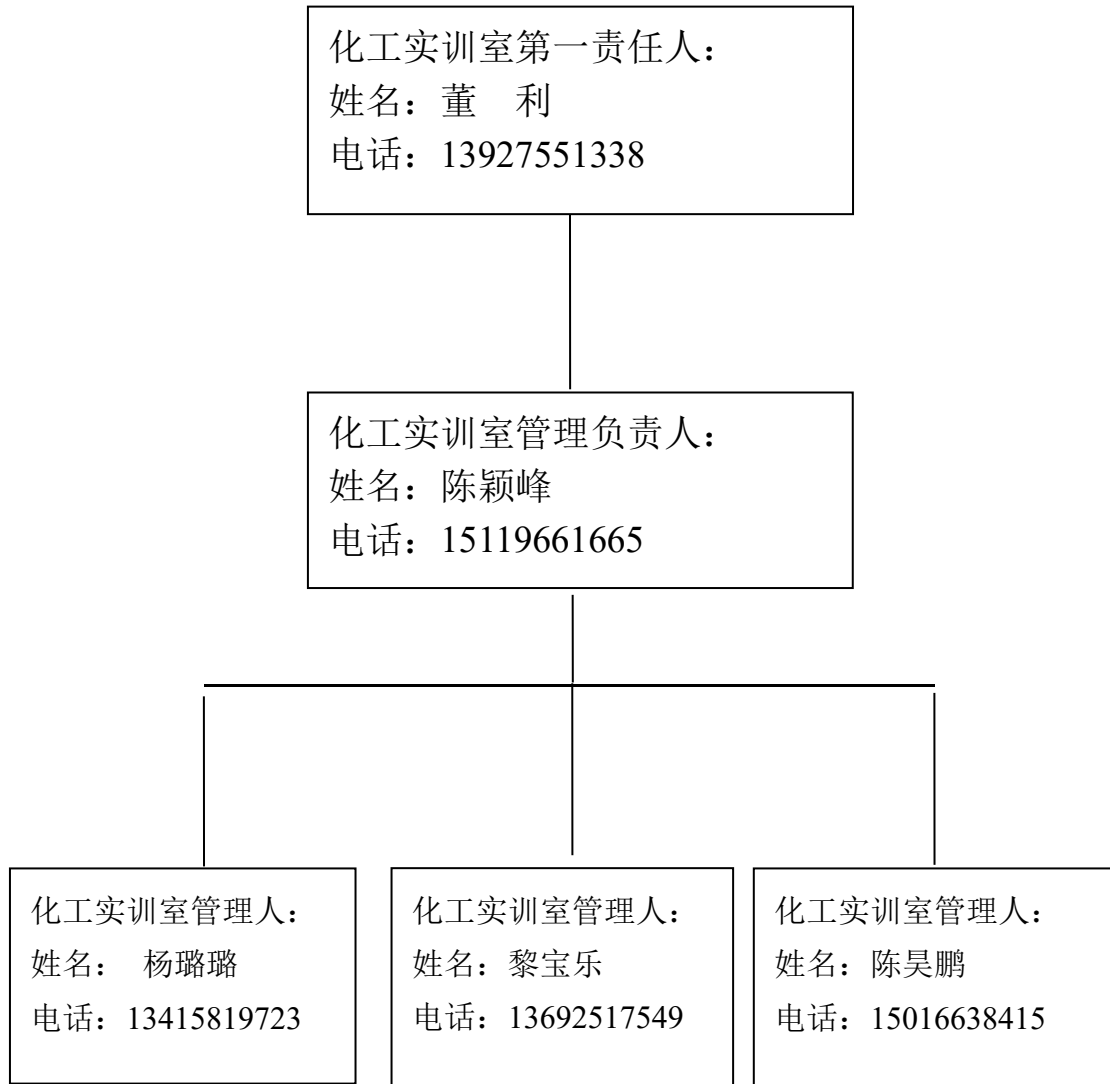 化工实训室第一责任人：
姓名：董　利
电话：13927551338
化工实训室管理负责人：
姓名：陈颖峰
电话：15119661665
化工实训室管理人：
姓名：　杨璐璐
电话：13415819723
化工实训室管理人：
姓名：黎宝乐
电话：13692517549
化工实训室管理人：
姓名：陈昊鹏
电话：15016638415